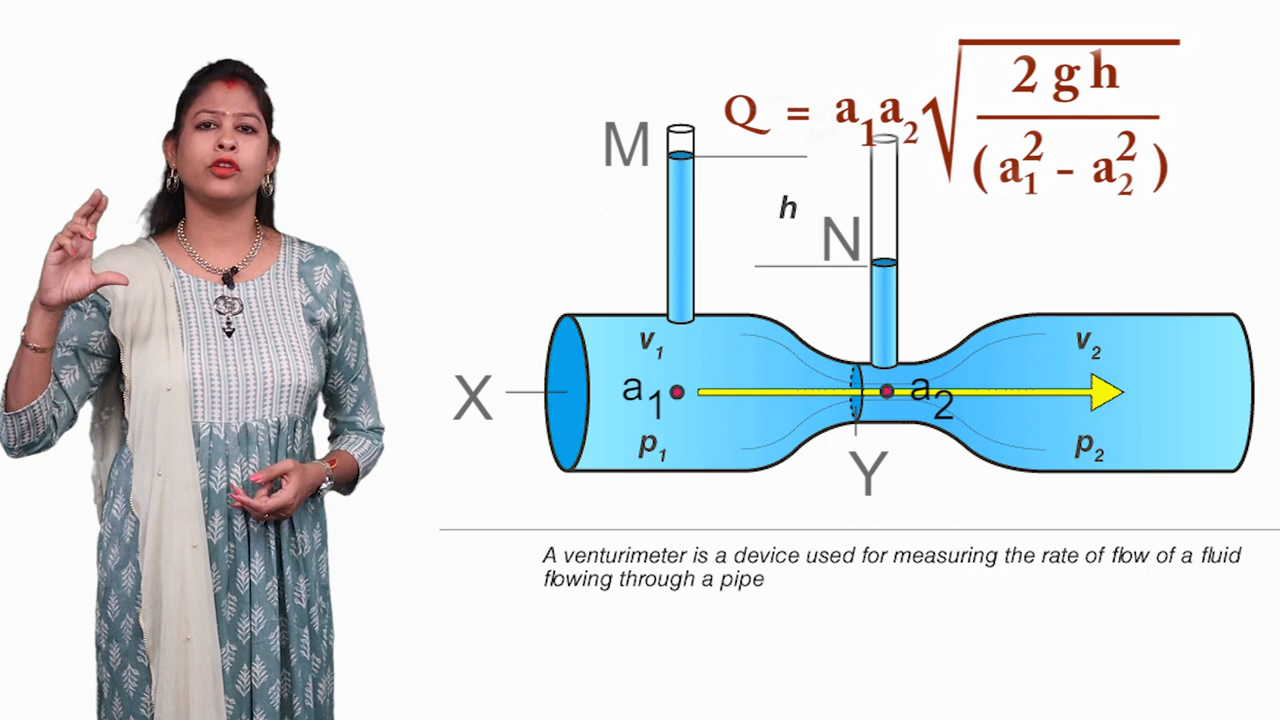 Q = a₁a₂√(2 g h / (a₁² - a₂²))
M
h
N
v₁
v₂
X
a₁
a₂
p₁
p₂
Y
A venturimeter is a device used for measuring the rate of flow of a fluid
flowing through a pipe